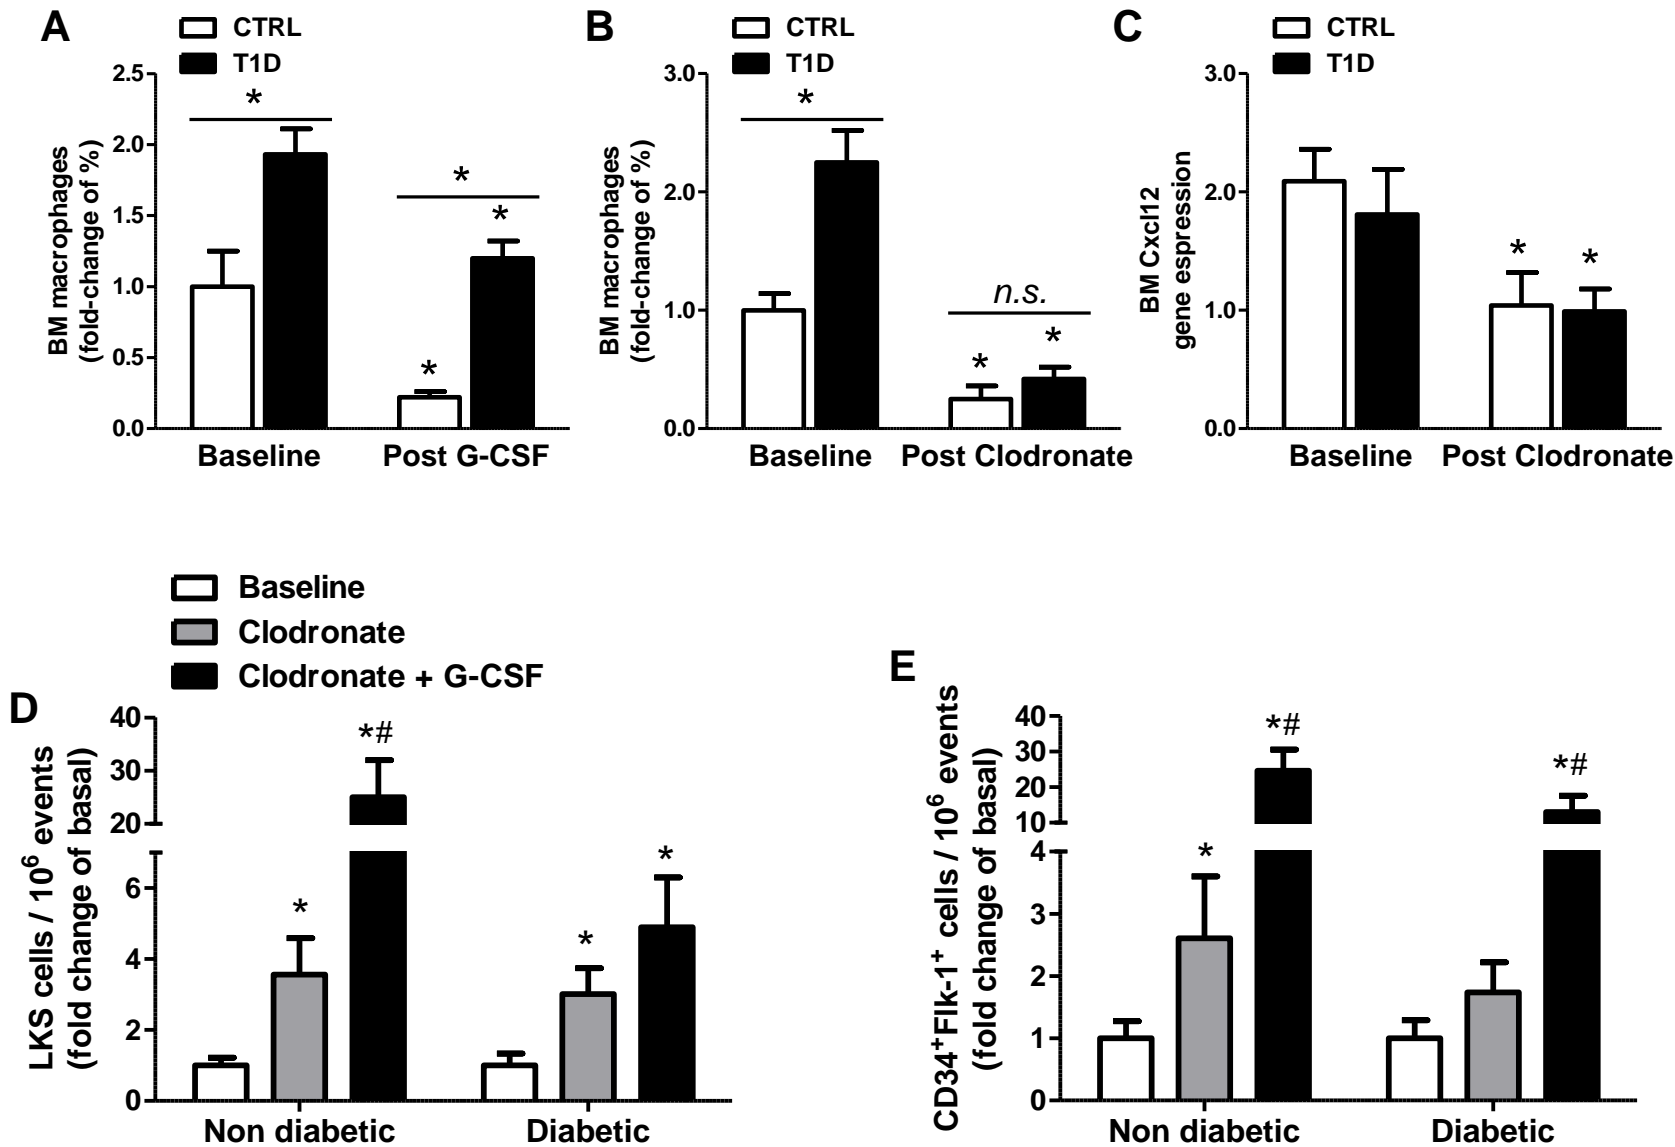 A
CTRL
T1D
BM macrophages
(fold-change of %)
2.5
2.0
1.5
1.0
0.5
0.0
*
*
*
*
Baseline
Post G-CSF
B
CTRL
T1D
BM macrophages
(fold-change of %)
3.0
2.0
1.0
0.0
*
n.s.
*
*
Baseline
Post Clodronate
C
CTRL
T1D
BM Cxcl12
gene espression
3.0
2.0
1.0
0.0
*
*
Baseline
Post Clodronate
Baseline
Clodronate
Clodronate + G-CSF
D
LKS cells / 10⁶ events
(fold change of basal)
40
30
20
6
4
2
0
*
*#
*
*
Non diabetic
Diabetic
E
CD34⁺Flk-1⁺ cells / 10⁶ events
(fold change of basal)
40
30
20
10
4
3
2
1
0
*
*#
*#
Non diabetic
Diabetic